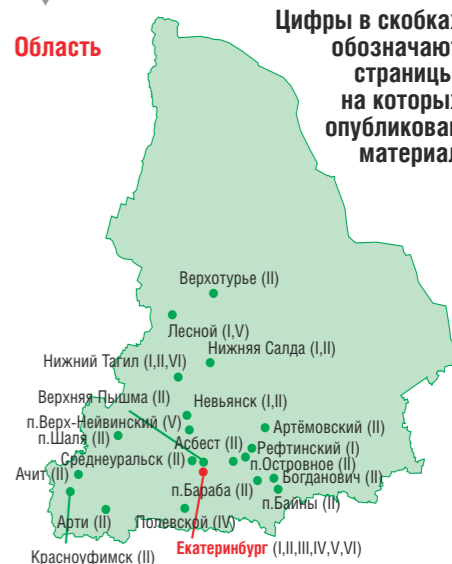 Область
Цифры в скобках
обозначают
страницы,
на которых
опубликован
материал
Верхотурье (II)
Лесной (I,V)
Нижняя Салда (I,II)
Нижний Тагил (I,II,VI)
Верхняя Пышма (II)
Невьянск (I,II)
п.Верх-Нейвинский (V)
Артёмовский (II)
п.Шаля (II)
Асбест (II)
Рефтинский (I)
Среднеуральск (II)
п.Островное (II)
Ачит (II)
Богданович (II)
п.Бараба (II)
п.Байны (II)
Арти (II)
Полевской (IV)
Екатеринбург (I,II,III,IV,V,VI)
Красноуфимск (II)